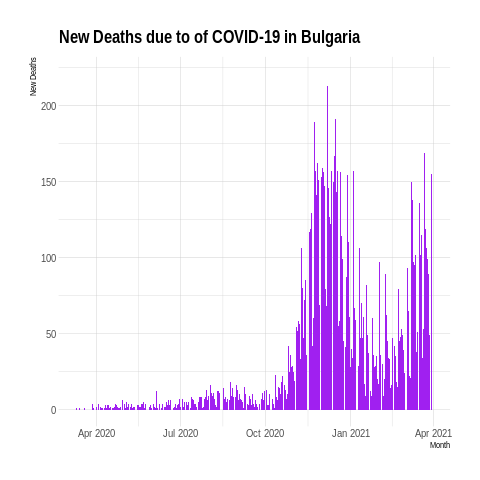 New Deaths due to of COVID-19 in Bulgaria
New Deaths
200
150
100
50
0
Apr 2020 Jul 2020 Oct 2020 Jan 2021 Apr 2021
Month